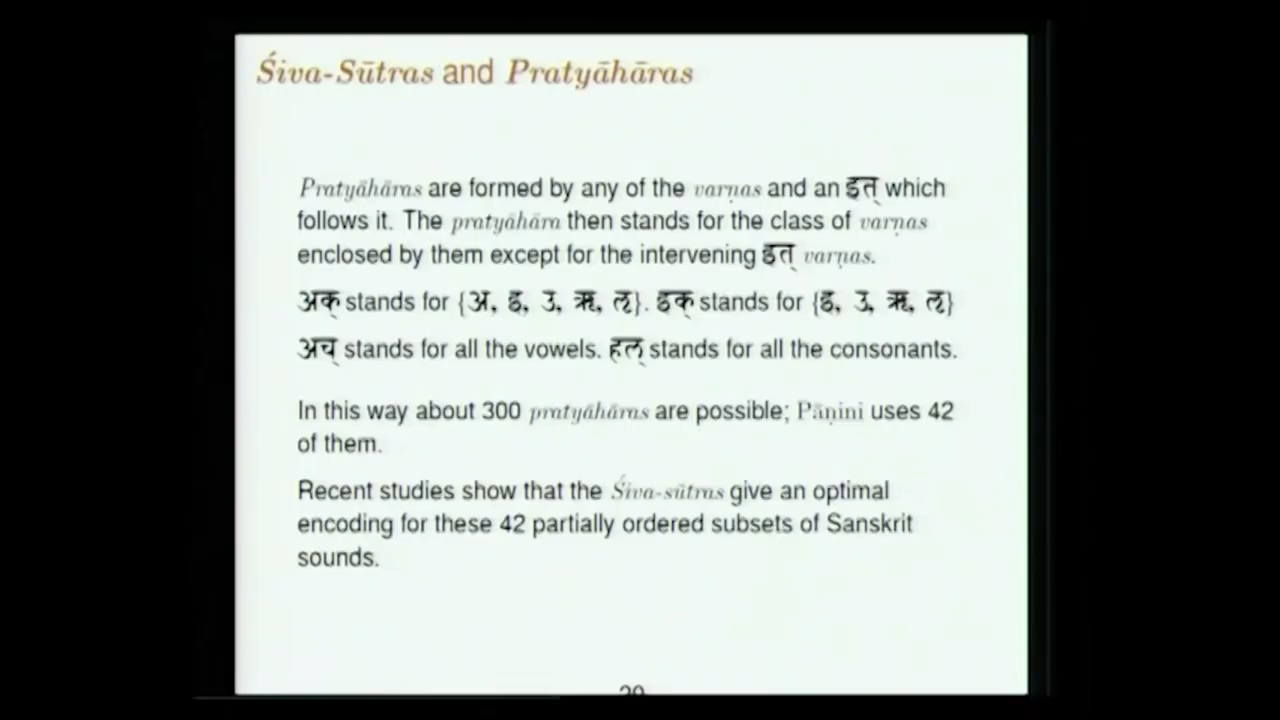 Śiva-Sūtras and Pratyāhāras
Pratyāhāras are formed by any of the varṇas and an इत् which
follows it. The pratyāhāra then stands for the class of varṇas
enclosed by them except for the intervening इत् varṇas.
अक् stands for {अ, इ, उ, ऋ, ऌ}. इक् stands for {इ, उ, ऋ, ऌ}
अच् stands for all the vowels. हल् stands for all the consonants.
In this way about 300 pratyāhāras are possible; Pāṇini uses 42
of them.
Recent studies show that the Śiva-sūtras give an optimal
encoding for these 42 partially ordered subsets of Sanskrit
sounds.
20